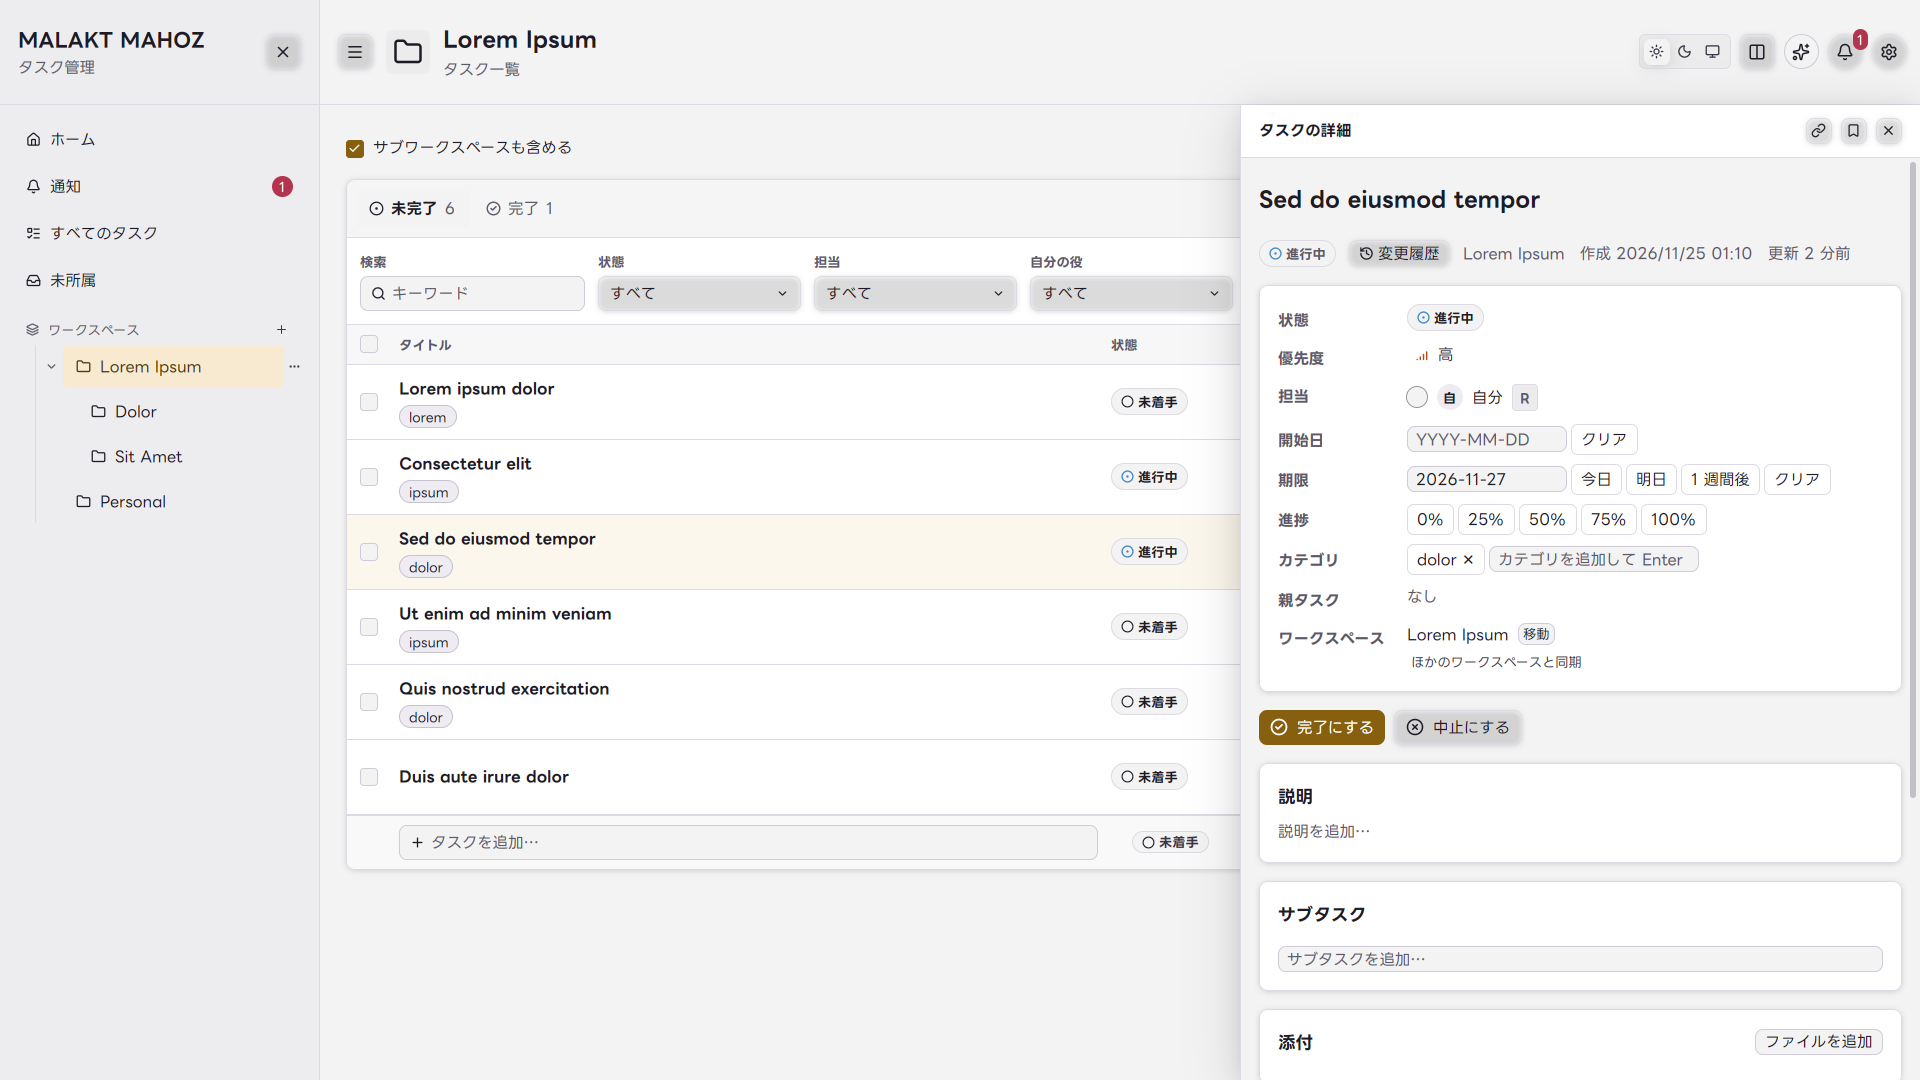 MALAKT MAHOZ
タスク管理
ホーム
通知 1
すべてのタスク
未所属
ワークスペース
Lorem Ipsum
Dolor
Sit Amet
Personal
Lorem Ipsum
タスク一覧
1
サブワークスペースも含める
未完了 6 完了 1
検索 状態 担当 自分の役
キーワード すべて すべて すべて
タイトル 状態
Lorem ipsum dolor
lorem
未着手
Consectetur elit
ipsum
進行中
Sed do eiusmod tempor
dolor
進行中
Ut enim ad minim veniam
ipsum
未着手
Quis nostrud exercitation
dolor
未着手
Duis aute irure dolor
未着手
タスクを追加… 未着手
タスクの詳細
Sed do eiusmod tempor
進行中 変更履歴 Lorem Ipsum 作成 2026/11/25 01:10 更新 2 分前
状態 進行中
優先度 高
担当 自 自分 R
開始日 YYYY-MM-DD クリア
期限 2026-11-27 今日 明日 1 週間後 クリア
進捗 0% 25% 50% 75% 100%
カテゴリ dolor × カテゴリを追加して Enter
親タスク なし
ワークスペース Lorem Ipsum 移動
ほかのワークスペースと同期
完了にする 中止にする
説明
説明を追加…
サブタスク
サブタスクを追加…
添付 ファイルを追加